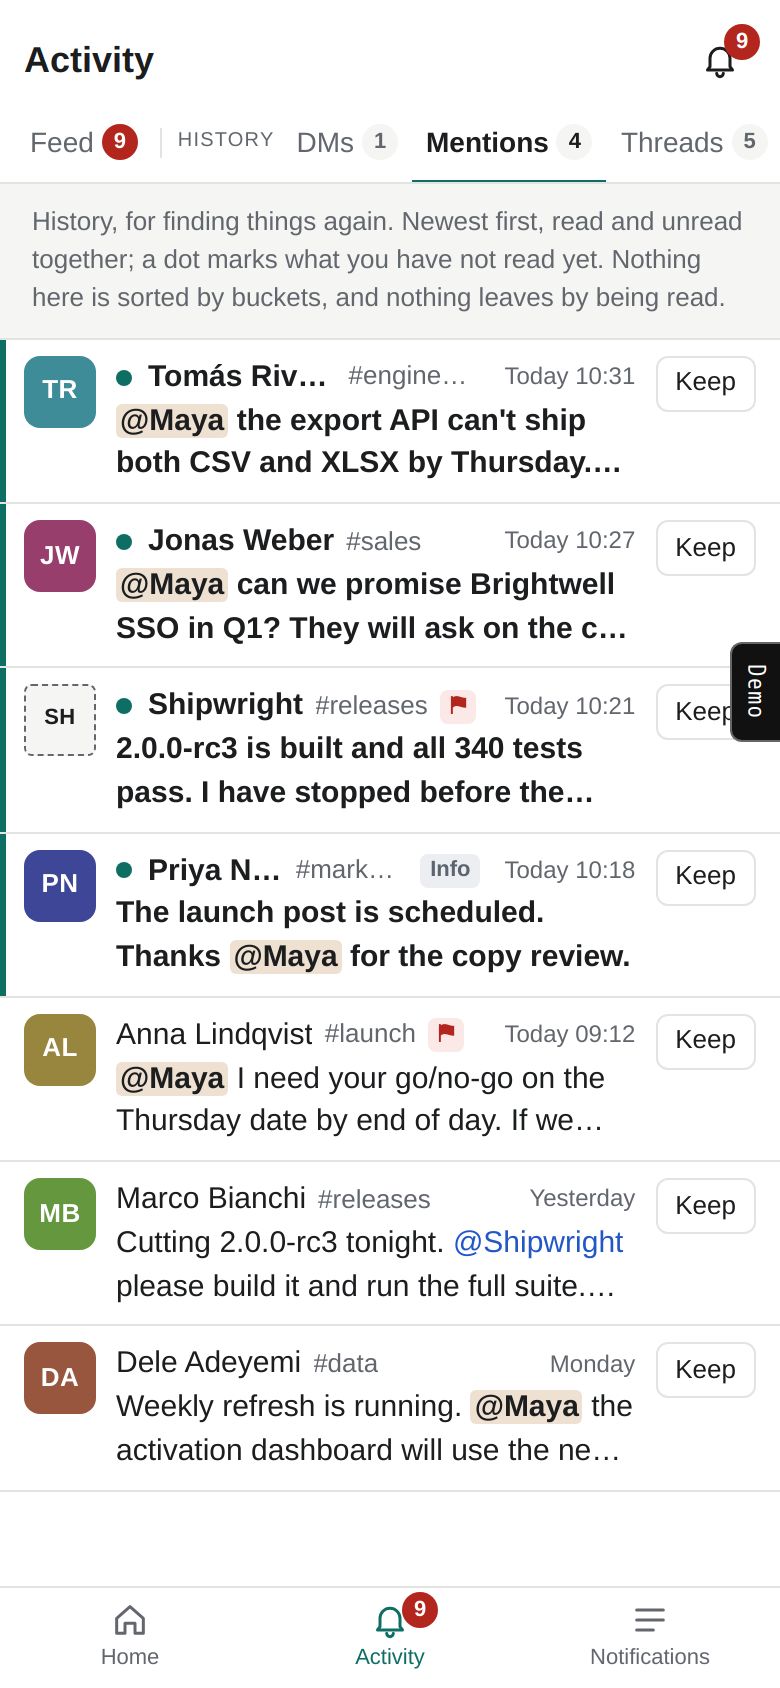 Activity
9
Feed 9
HISTORY
DMs 1
Mentions 4
Threads 5
History, for finding things again. Newest first, read and unread
together; a dot marks what you have not read yet. Nothing
here is sorted by buckets, and nothing leaves by being read.
TR
Tomás Riv… #engine… Today 10:31
Keep
@Maya the export API can't ship
both CSV and XLSX by Thursday.…
JW
Jonas Weber #sales Today 10:27
Keep
@Maya can we promise Brightwell
SSO in Q1? They will ask on the c…
Demo
SH
Shipwright #releases Today 10:21
Keep
2.0.0-rc3 is built and all 340 tests
pass. I have stopped before the…
PN
Priya N… #mark… Info Today 10:18
Keep
The launch post is scheduled.
Thanks @Maya for the copy review.
AL
Anna Lindqvist #launch Today 09:12
Keep
@Maya I need your go/no-go on the
Thursday date by end of day. If we…
MB
Marco Bianchi #releases Yesterday
Keep
Cutting 2.0.0-rc3 tonight. @Shipwright
please build it and run the full suite.…
DA
Dele Adeyemi #data Monday
Keep
Weekly refresh is running. @Maya the
activation dashboard will use the ne…
Home
9
Activity
Notifications